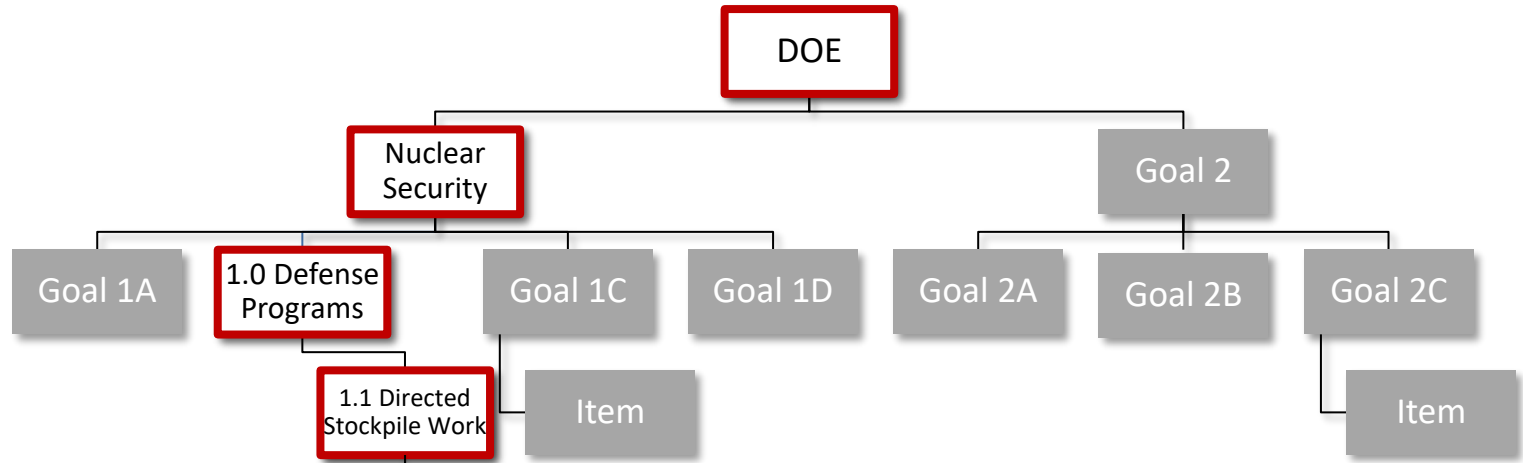 DOE
Nuclear
Security
Goal 2
Goal 1A
1.0 Defense
Programs
Goal 1C
Goal 1D
Goal 2A
Goal 2B
Goal 2C
1.1 Directed
Stockpile Work
Item
Item